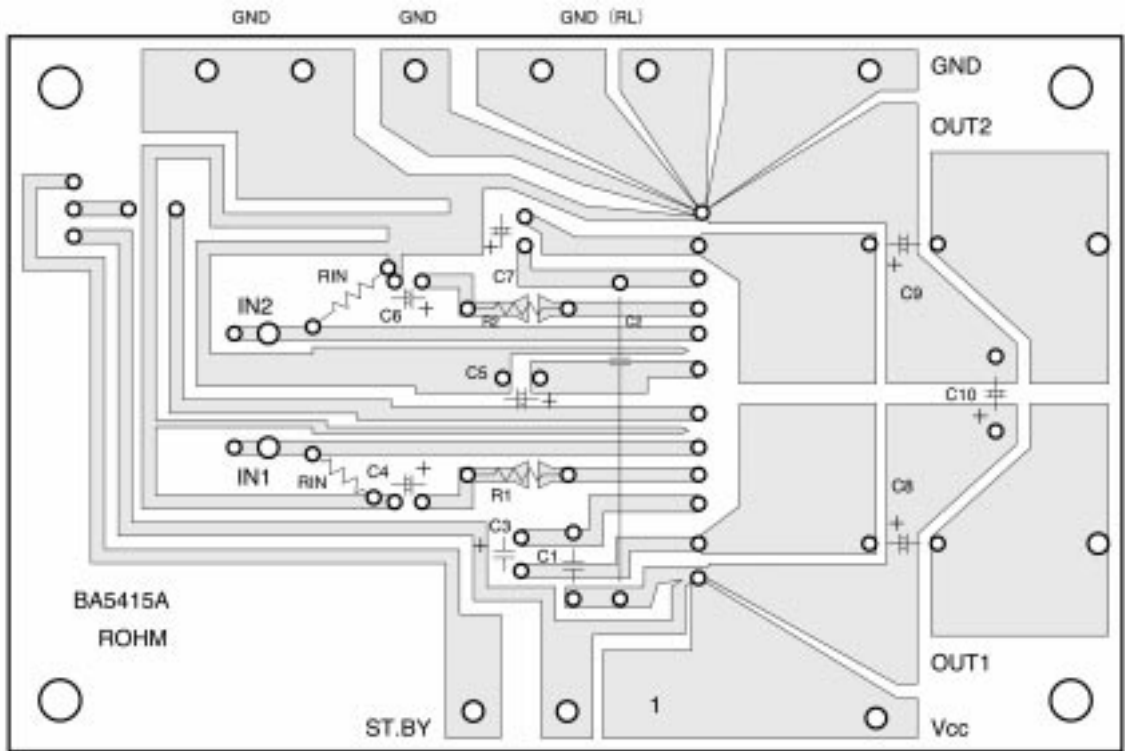 GND GND GND (RL)
GND
OUT2
RIN C7
IN2 C6 R2 C2 C9
C5
C10
IN1 RIN C4 R1 C8
C3
C1
BA5415A
ROHM
OUT1
ST.BY 1 Vcc